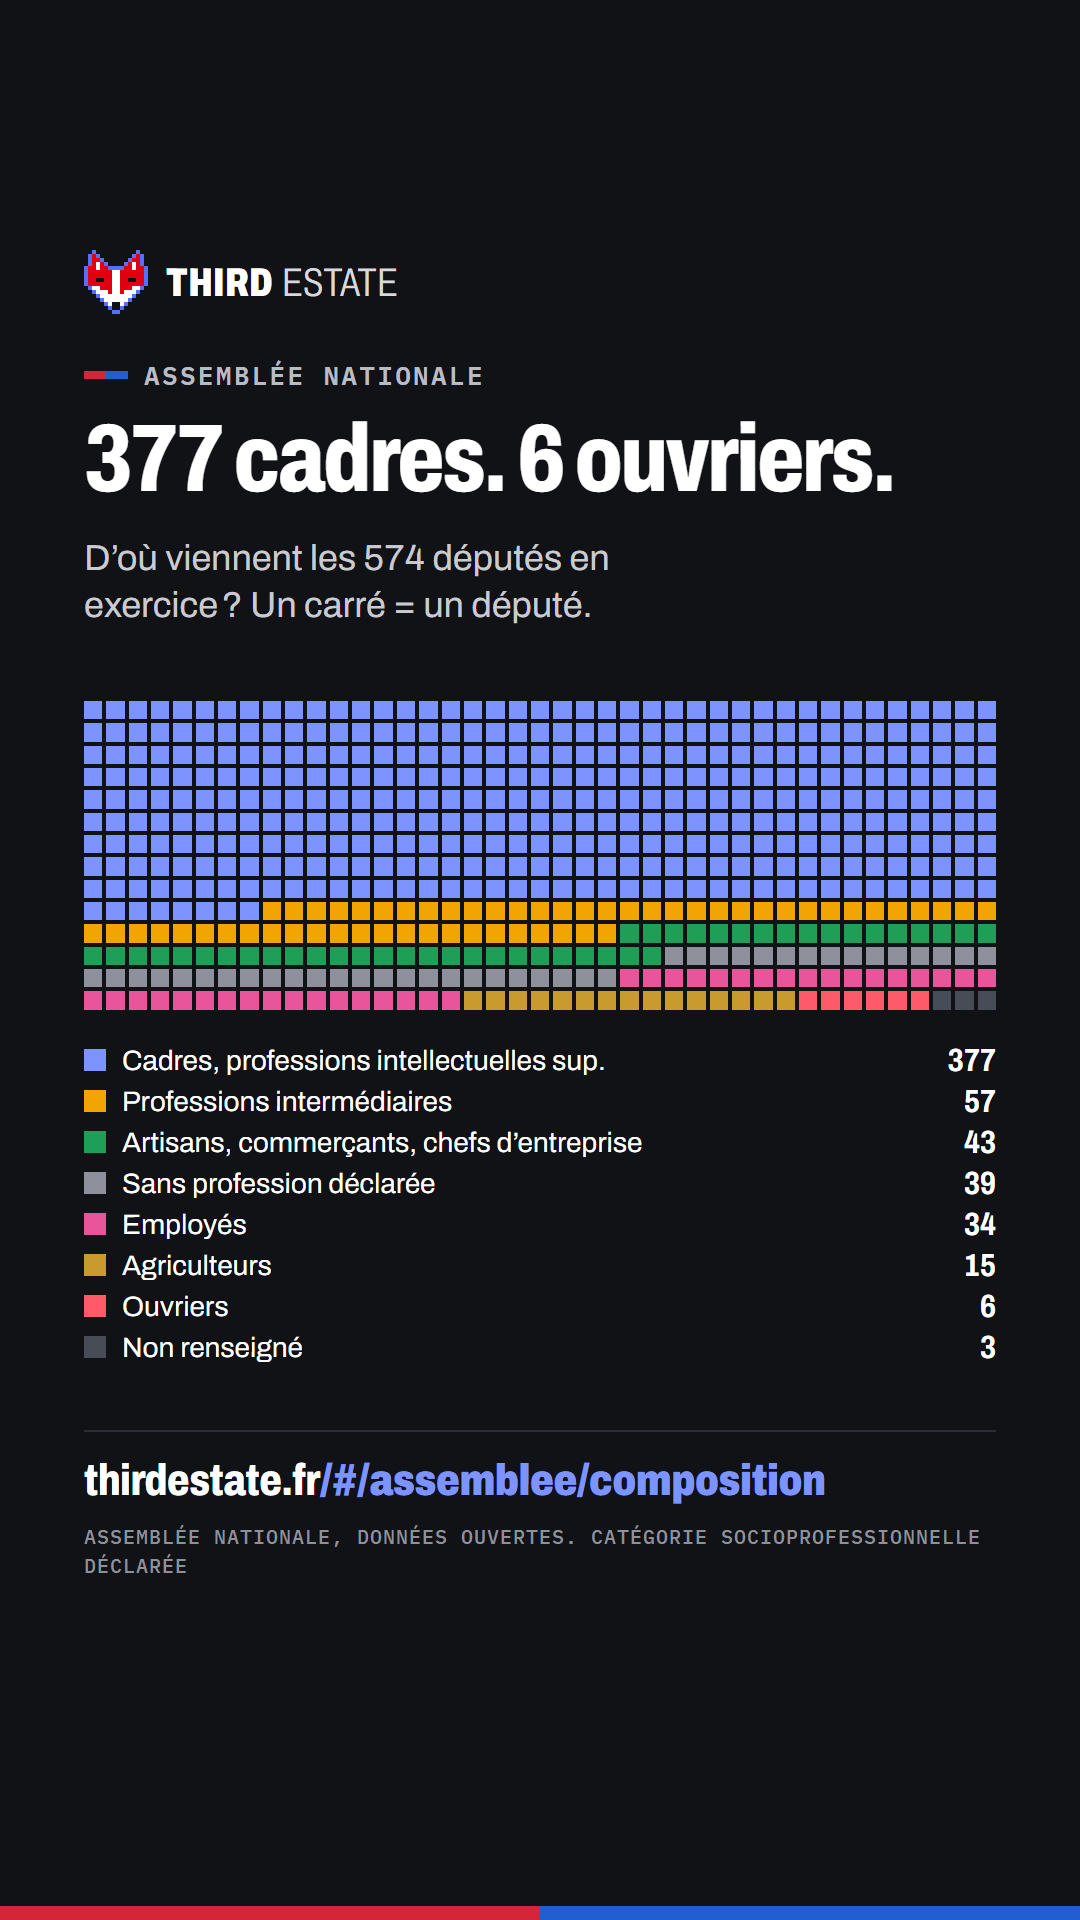 THIRD ESTATE
ASSEMBLÉE NATIONALE
377 cadres. 6 ouvriers.
D’où viennent les 574 députés en
exercice ? Un carré = un député.
Cadres, professions intellectuelles sup. 377
Professions intermédiaires 57
Artisans, commerçants, chefs d’entreprise 43
Sans profession déclarée 39
Employés 34
Agriculteurs 15
Ouvriers 6
Non renseigné 3
thirdestate.fr/#/assemblee/composition
ASSEMBLÉE NATIONALE, DONNÉES OUVERTES. CATÉGORIE SOCIOPROFESSIONNELLE
DÉCLARÉE